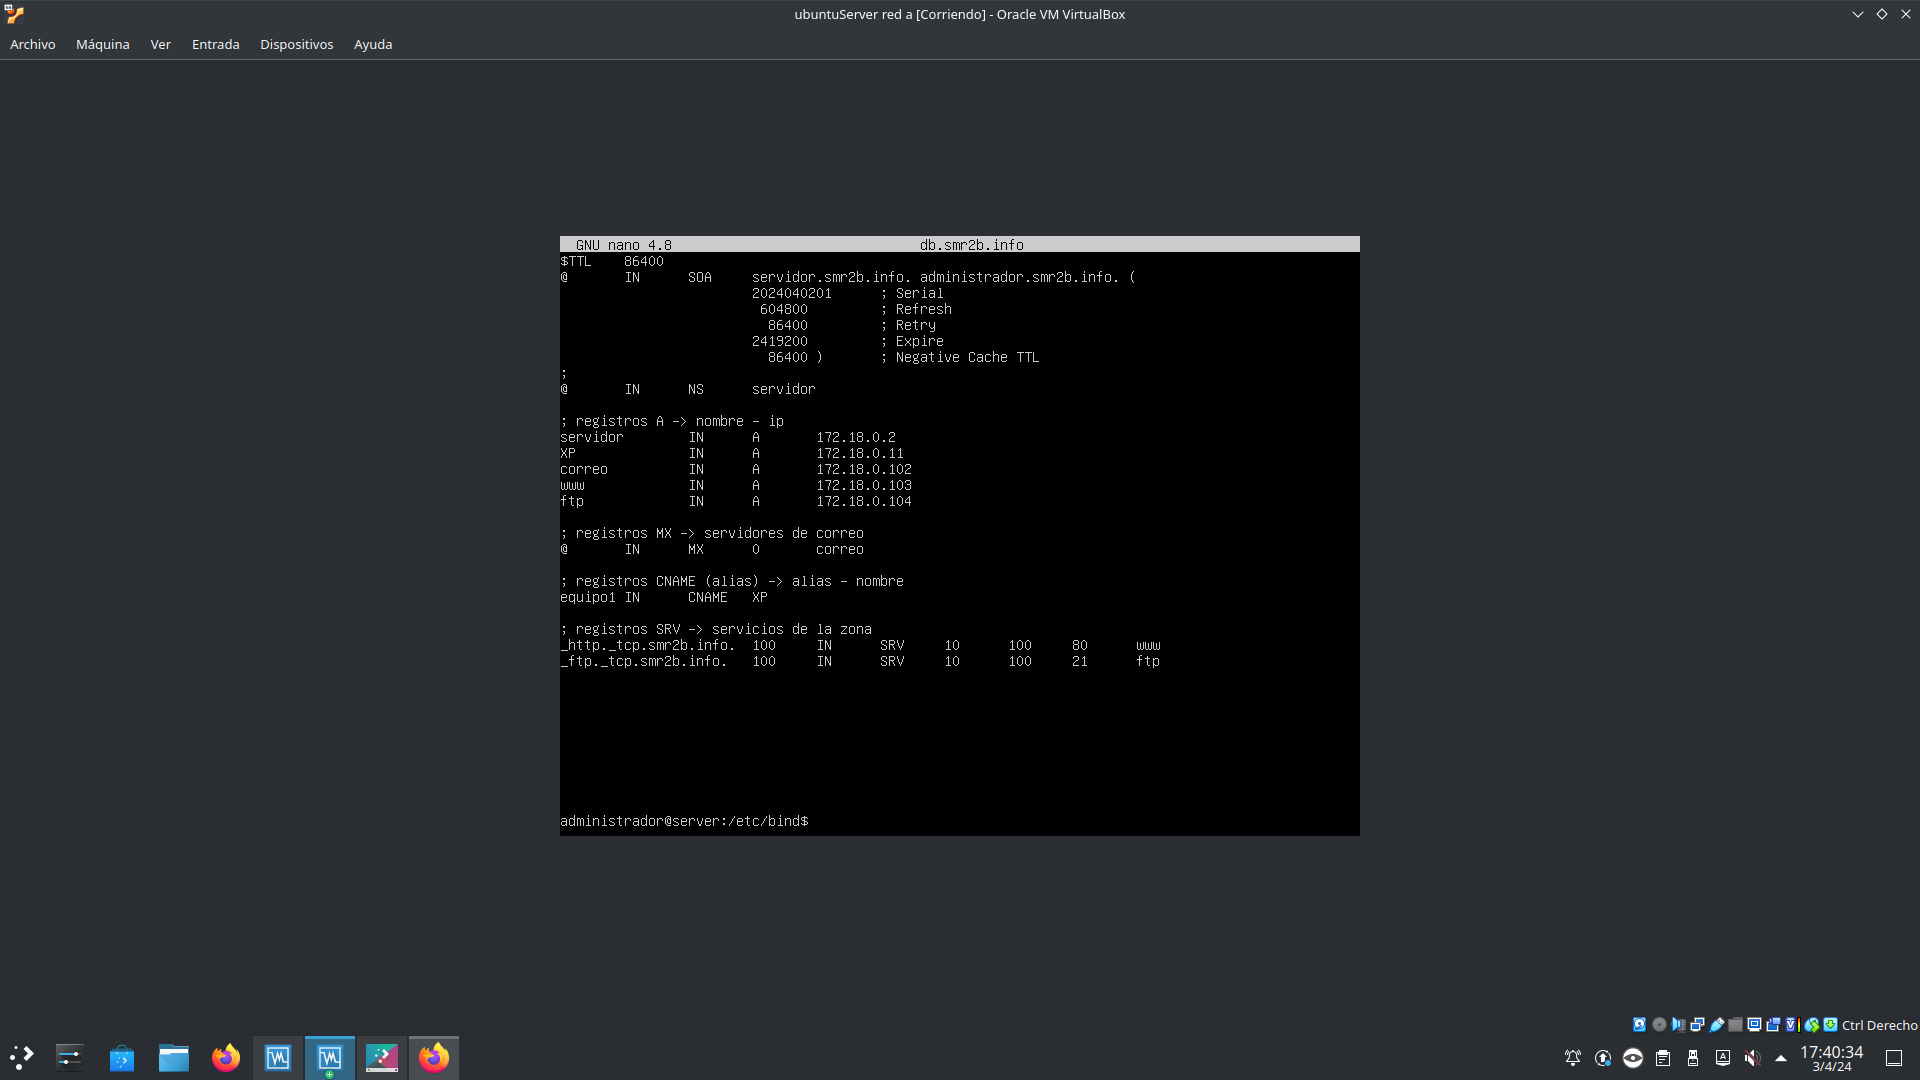 ubuntuServer red a [Corriendo] - Oracle VM VirtualBox
Archivo Máquina Ver Entrada Dispositivos Ayuda
GNU nano 4.8 db.smr2b.info
$TTL 86400
@ IN SOA servidor.smr2b.info. administrador.smr2b.info. (
2024040201 ; Serial
604800 ; Refresh
86400 ; Retry
2419200 ; Expire
86400 ) ; Negative Cache TTL
;
@ IN NS servidor
; registros A -> nombre - ip
servidor IN A 172.18.0.2
XP IN A 172.18.0.11
correo IN A 172.18.0.102
www IN A 172.18.0.103
ftp IN A 172.18.0.104
; registros MX -> servidores de correo
@ IN MX 0 correo
; registros CNAME (alias) -> alias - nombre
equipo1 IN CNAME XP
; registros SRV -> servicios de la zona
_http._tcp.smr2b.info. 100 IN SRV 10 100 80 www
_ftp._tcp.smr2b.info. 100 IN SRV 10 100 21 ftp
administrador@server:/etc/bind$
Ctrl Derecho
17:40:34
3/4/24